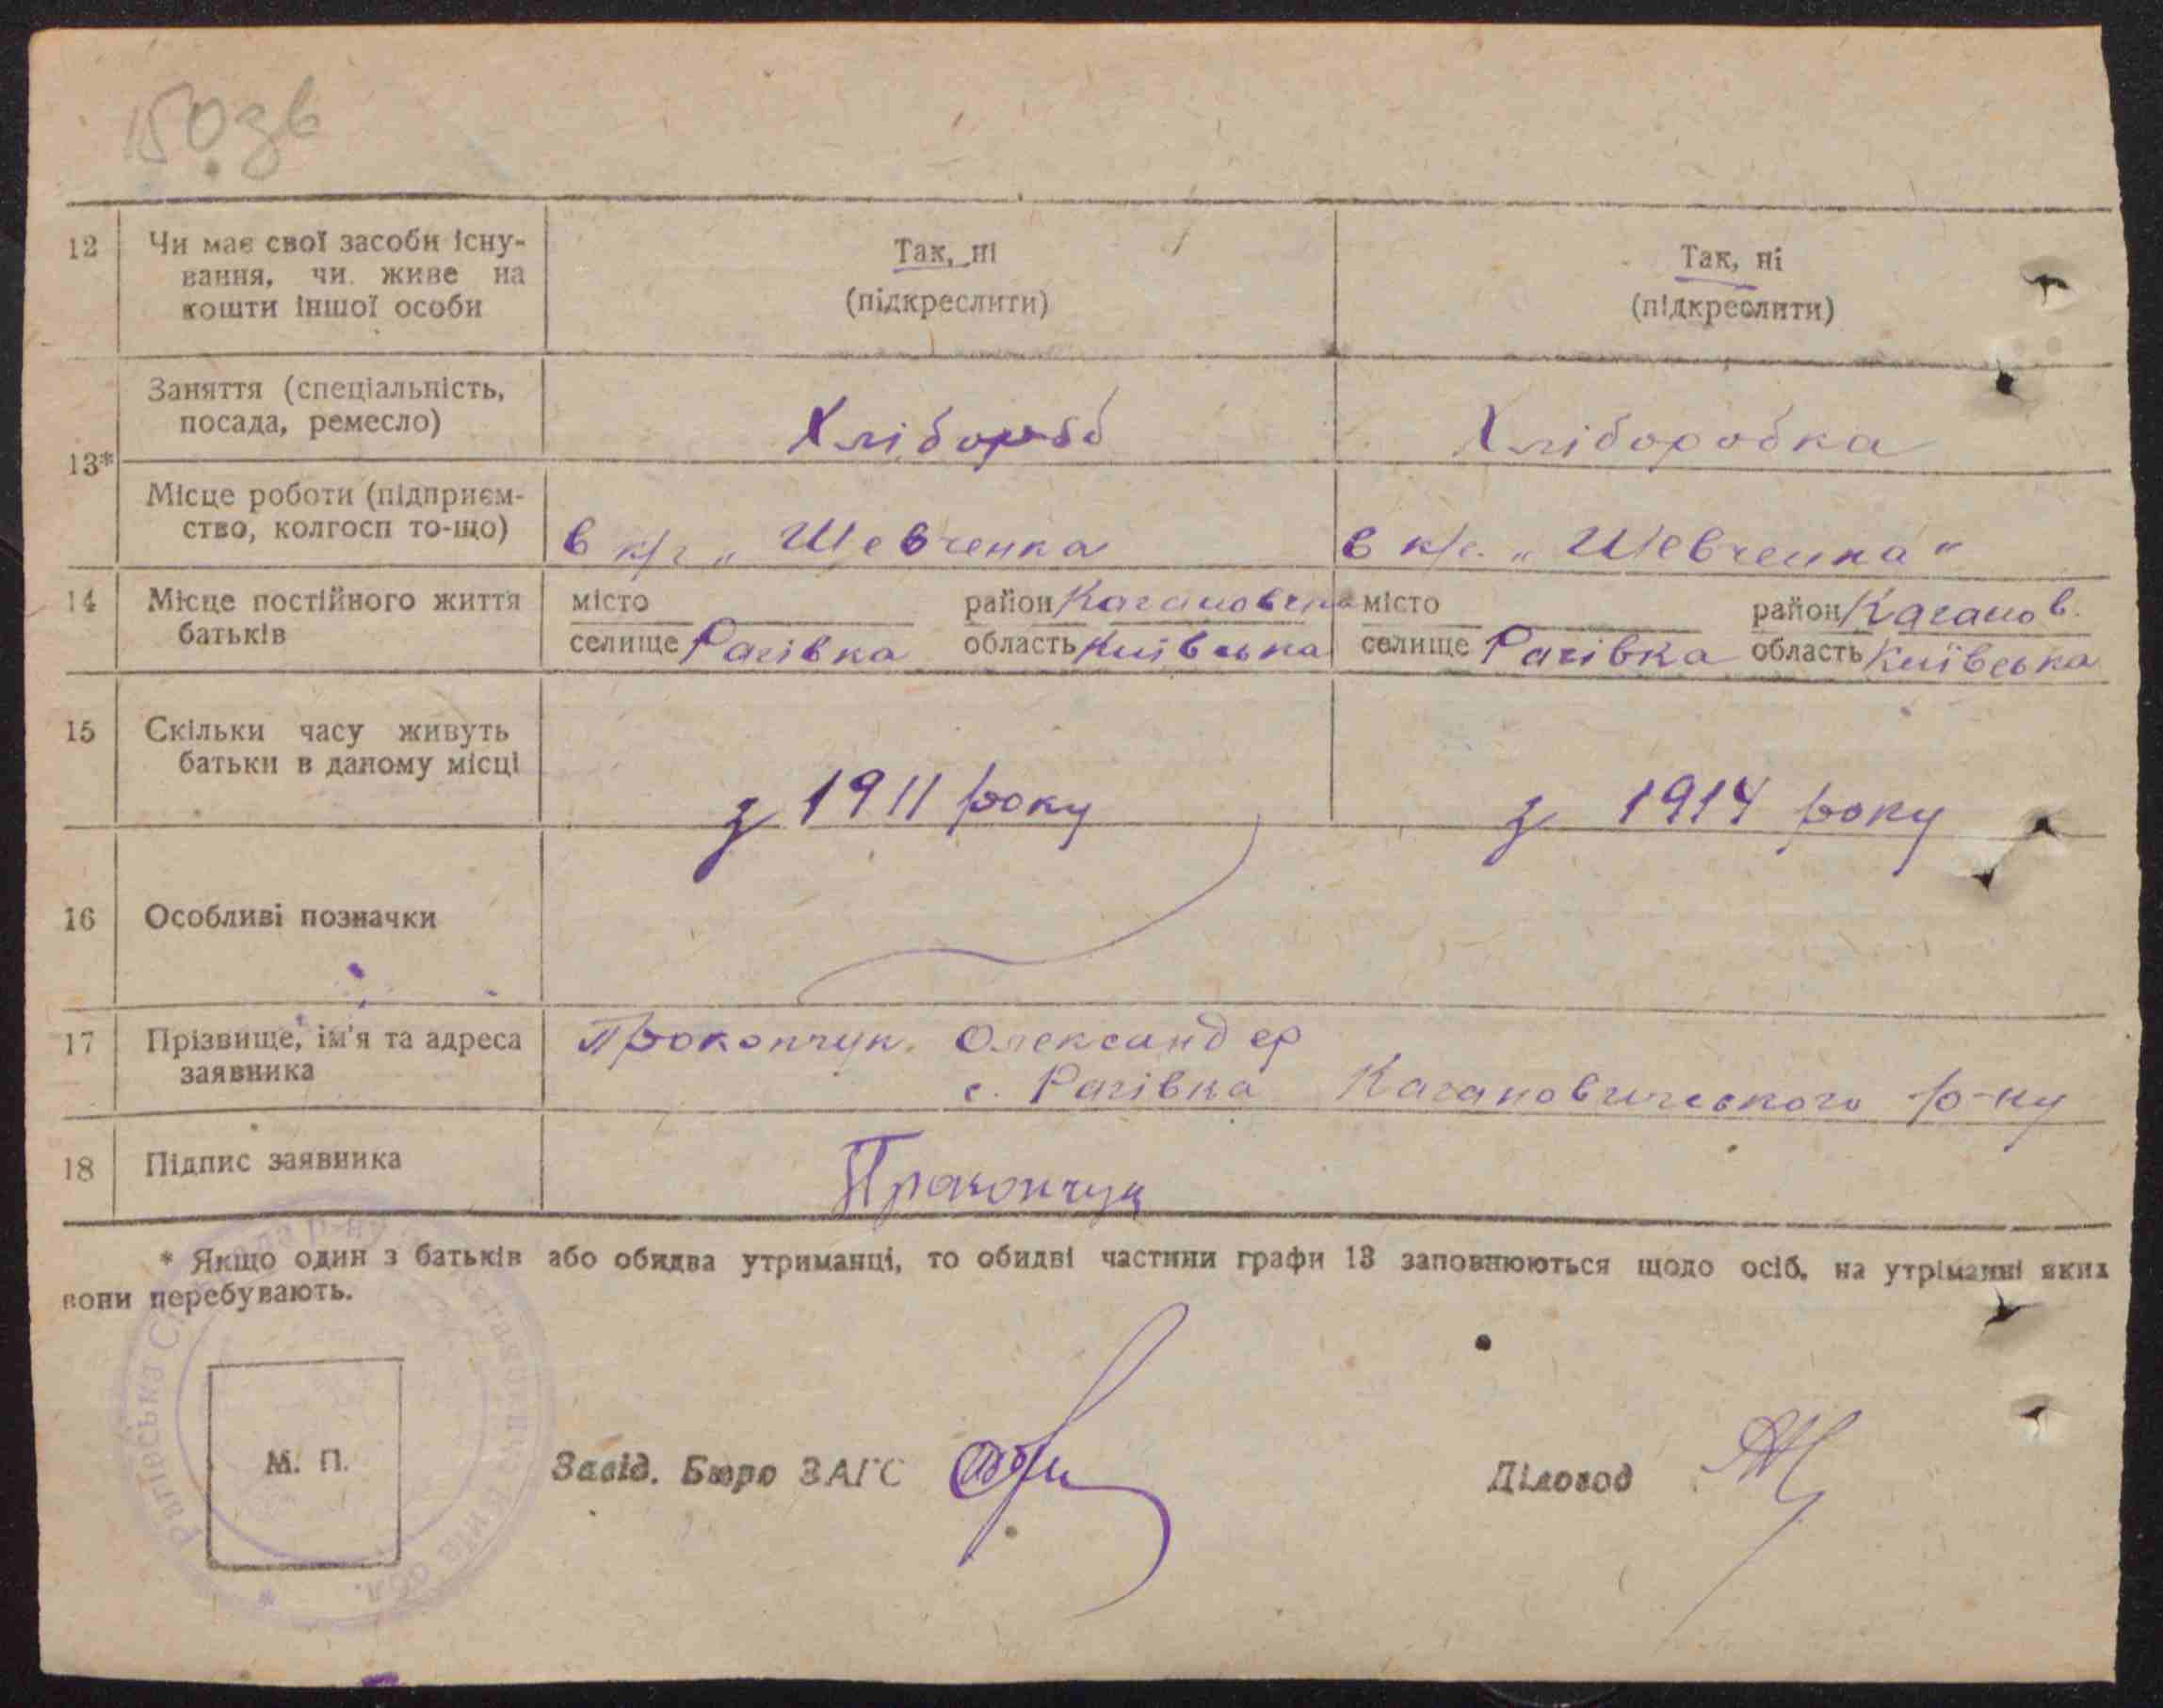 150зв
12 Чи має свої засоби існу- Так, ні Так, ні
вання, чи живе на
кошти іншої особи (підкреслити) (підкреслити)
Заняття (спеціальність,
посада, ремесло) Хлібороб Хлiборобка
13*
Місце роботи (підприєм-
ство, колгосп то-що) в к/г „Шевченка в к/г. „Шевченка"
14 Місце постійного життя місто район Кагановичс місто район Каганов.
батьків селище Рагівка область Київська селище Рагівка область Київська
15 Скільки часу живуть
батьки в даному місці з 1911 року з 1914 року
16 Особливі позначки
17 Прізвище, ім'я та адреса Прокопчук Олександер
заявника с. Рагівка Кагановичського р-ну
18 Підпис заявника Прокопчук
* Якщо один з батьків або обидва утриманці, то обидві частини графи 13 заповнюються щодо осіб, на утріманні яких
вони перебувають.
М. П. Завід. Бюро ЗАГС Діловод